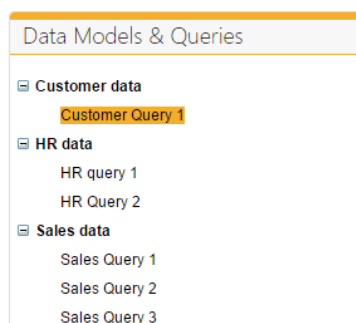 Data Models & Queries
Customer data
Customer Query 1
HR data
HR query 1
HR Query 2
Sales data
Sales Query 1
Sales Query 2
Sales Query 3